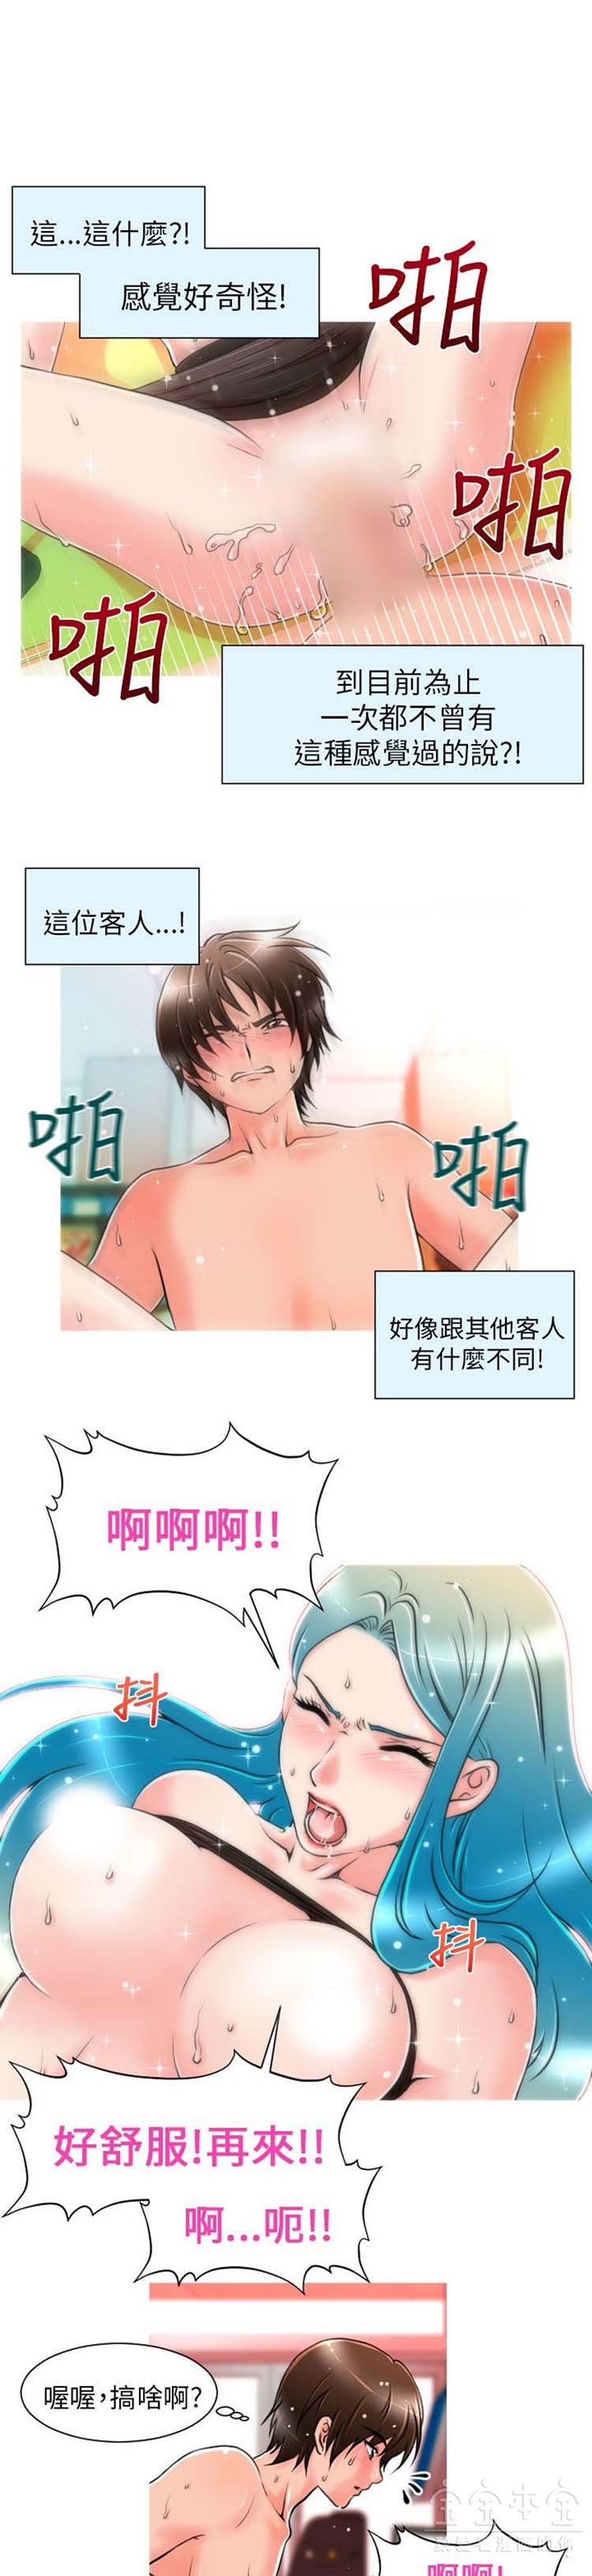 這...這什麼?!
感覺好奇怪!
啪
啪
啪
到目前為止
一次都不曾有
這種感覺過的說?!
這位客人...!
啪
啪
好像跟其他客人
有什麼不同!
啊啊啊!!
抖
抖
好舒服!再來!!
啊...呃!!
喔喔,搞啥啊?
啊啊!